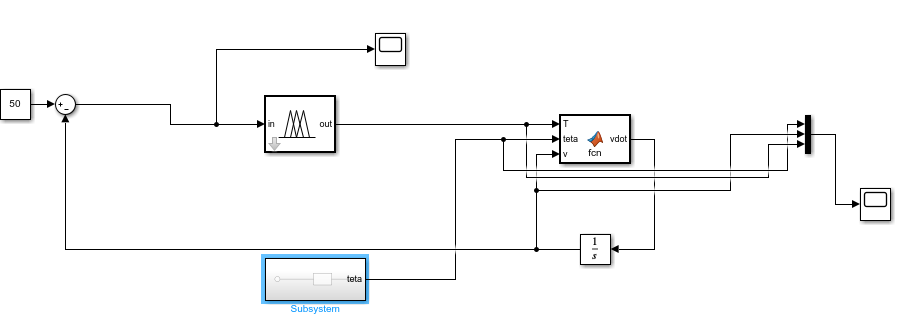 50
+
−
in
out
T
teta
v
vdot
fcn
1
s
teta
Subsystem